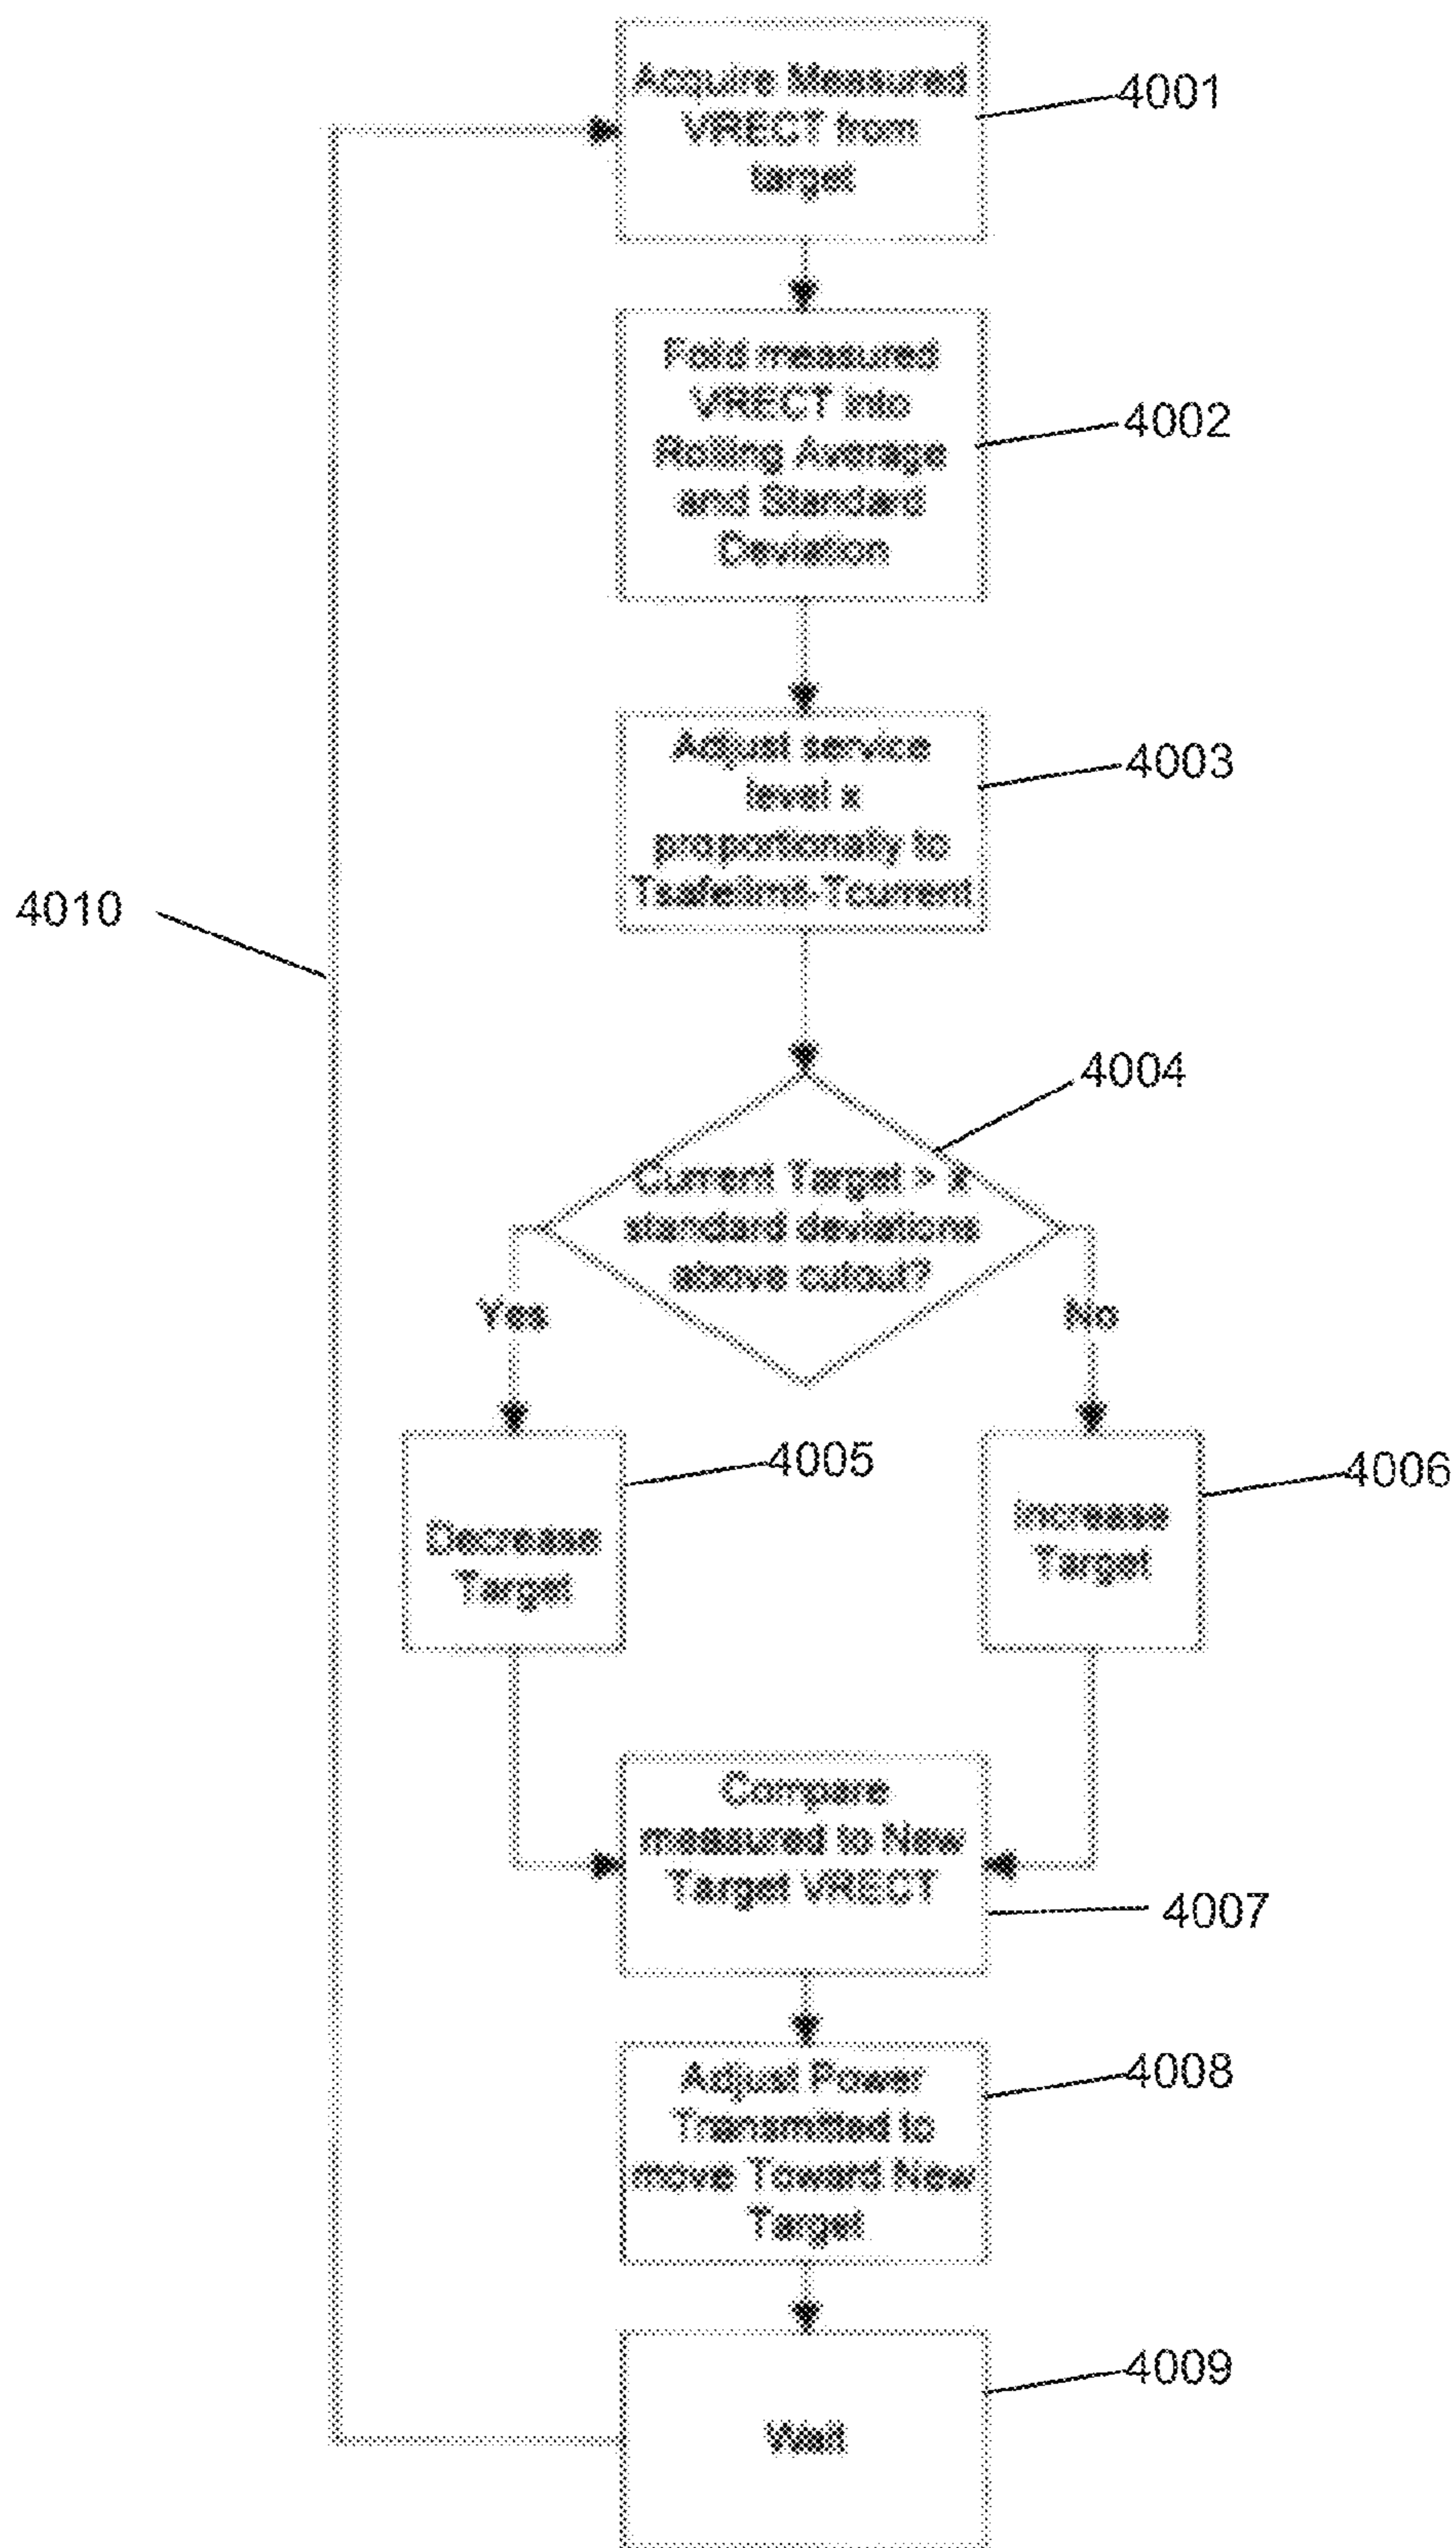 Acquire Measured
VRECT from
target
4001
Fold measured
VRECT into
Rolling Average
and Standard
Deviation
4002
Adjust service
level x
proportionally to
Tsafelimit-Tcurrent
4003
4010
4004
Current Target > x
standard deviations
above cutout?
Yes
No
4005
4006
Decrease
Target
Increase
Target
Compare
measured to New
Target VRECT
4007
Adjust Power
Transmitted to
move Toward New
Target
4008
4009
Wait